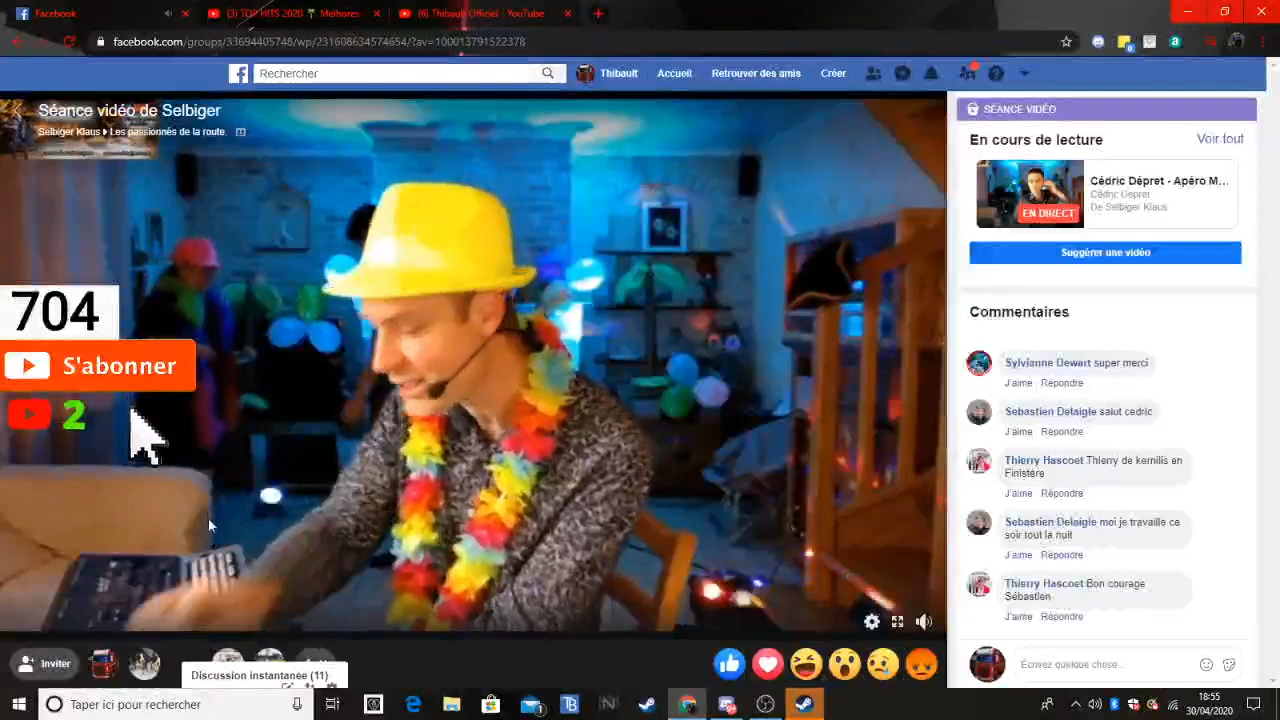 Facebook
(3) TOP HITS 2020 🌴 Melhores
(6) Thibault Officiel - YouTube
facebook.com/groups/33694405748/wp/231608634574654/?av=100013791522378
Rechercher
Thibault
Accueil
Retrouver des amis
Créer
Séance vidéo de Selbiger
Selbiger Klaus
Les passionnés de la route.
704
S'abonner
2
SÉANCE VIDÉO
En cours de lecture
Voir tout
Cédric Dépret - Apéro M...
Cédric Dépret
De Selbiger Klaus
EN DIRECT
Suggérer une vidéo
Commentaires
Sylvianne Dewart super merci
J'aime Répondre
Sebastien Delaigle salut cedric
J'aime Répondre
Thierry Hascoet Thierry de kernilis en
Finistère
J'aime Répondre
Sebastien Delaigle moi je travaille ce
soir tout la nuit
J'aime Répondre
Thierry Hascoet Bon courage
Sébastien
J'aime Répondre
Écrivez quelque chose...
Inviter
Discussion instantanée (11)
Taper ici pour rechercher
18:55
30/04/2020